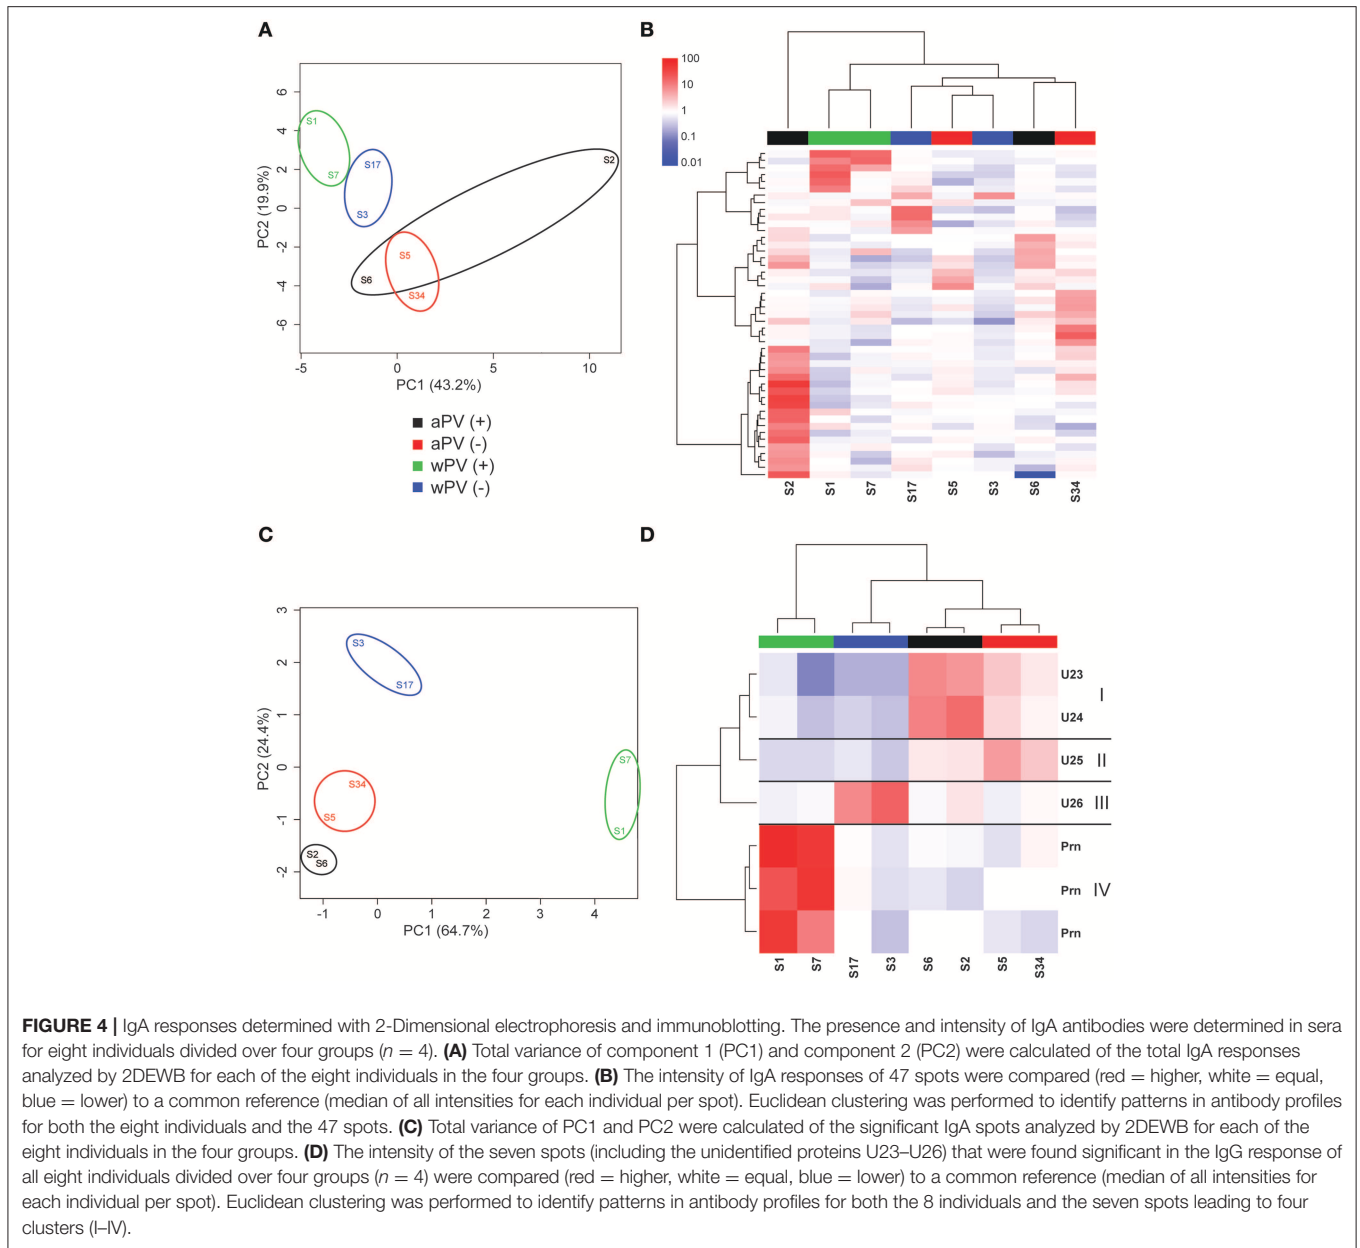 A
6
4
2
0
-2
-4
-6
PC2 (19.9%)
S1
S7
S17
S3
S2
S5
S6
S34
-5
0
5
10
PC1 (43.2%)
aPV (+)
aPV (-)
wPV (+)
wPV (-)
B
100
10
1
0.1
0.01
S2
S1
S7
S17
S5
S3
S6
S34
C
3
2
1
0
-1
-2
PC2 (24.4%)
S3
S17
S7
S34
S5
S1
S2
S6
-1
0
1
2
3
4
PC1 (64.7%)
D
U23
I
U24
U25 II
U26 III
Prn
Prn IV
Prn
S1
S7
S17
S3
S6
S2
S5
S34
FIGURE 4 | IgA responses determined with 2-Dimensional electrophoresis and immunoblotting. The presence and intensity of IgA antibodies were determined in sera
for eight individuals divided over four groups (n = 4). (A) Total variance of component 1 (PC1) and component 2 (PC2) were calculated of the total IgA responses
analyzed by 2DEWB for each of the eight individuals in the four groups. (B) The intensity of IgA responses of 47 spots were compared (red = higher, white = equal,
blue = lower) to a common reference (median of all intensities for each individual per spot). Euclidean clustering was performed to identify patterns in antibody profiles
for both the eight individuals and the 47 spots. (C) Total variance of PC1 and PC2 were calculated of the significant IgA spots analyzed by 2DEWB for each of the
eight individuals in the four groups. (D) The intensity of the seven spots (including the unidentified proteins U23–U26) that were found significant in the IgG response of
all eight individuals divided over four groups (n = 4) were compared (red = higher, white = equal, blue = lower) to a common reference (median of all intensities for
each individual per spot). Euclidean clustering was performed to identify patterns in antibody profiles for both the 8 individuals and the seven spots leading to four
clusters (I–IV).